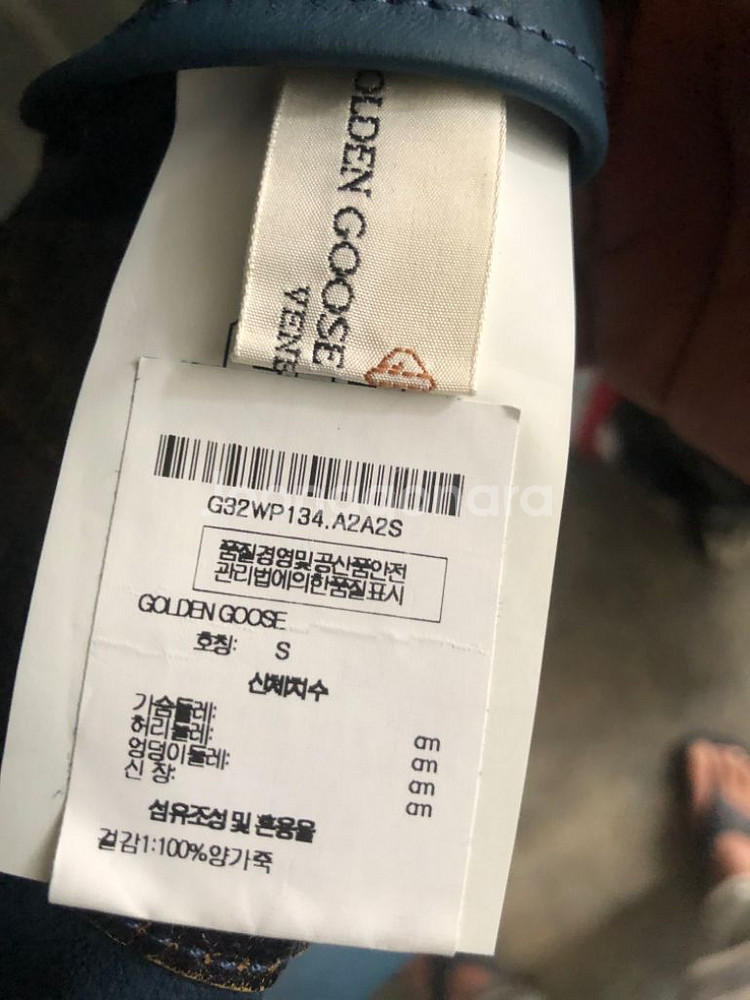 OLDEN GOOSE
VENE
G32WP134.A2A2S
품질경영및공산품안전
관리법에의한품질표시
GOLDEN GOOSE
호칭: S
신체치수
가슴둘레: cm
허리둘레: cm
엉덩이둘레: cm
신 장: cm
섬유조성 및 혼용율
겉감1:100%양가죽